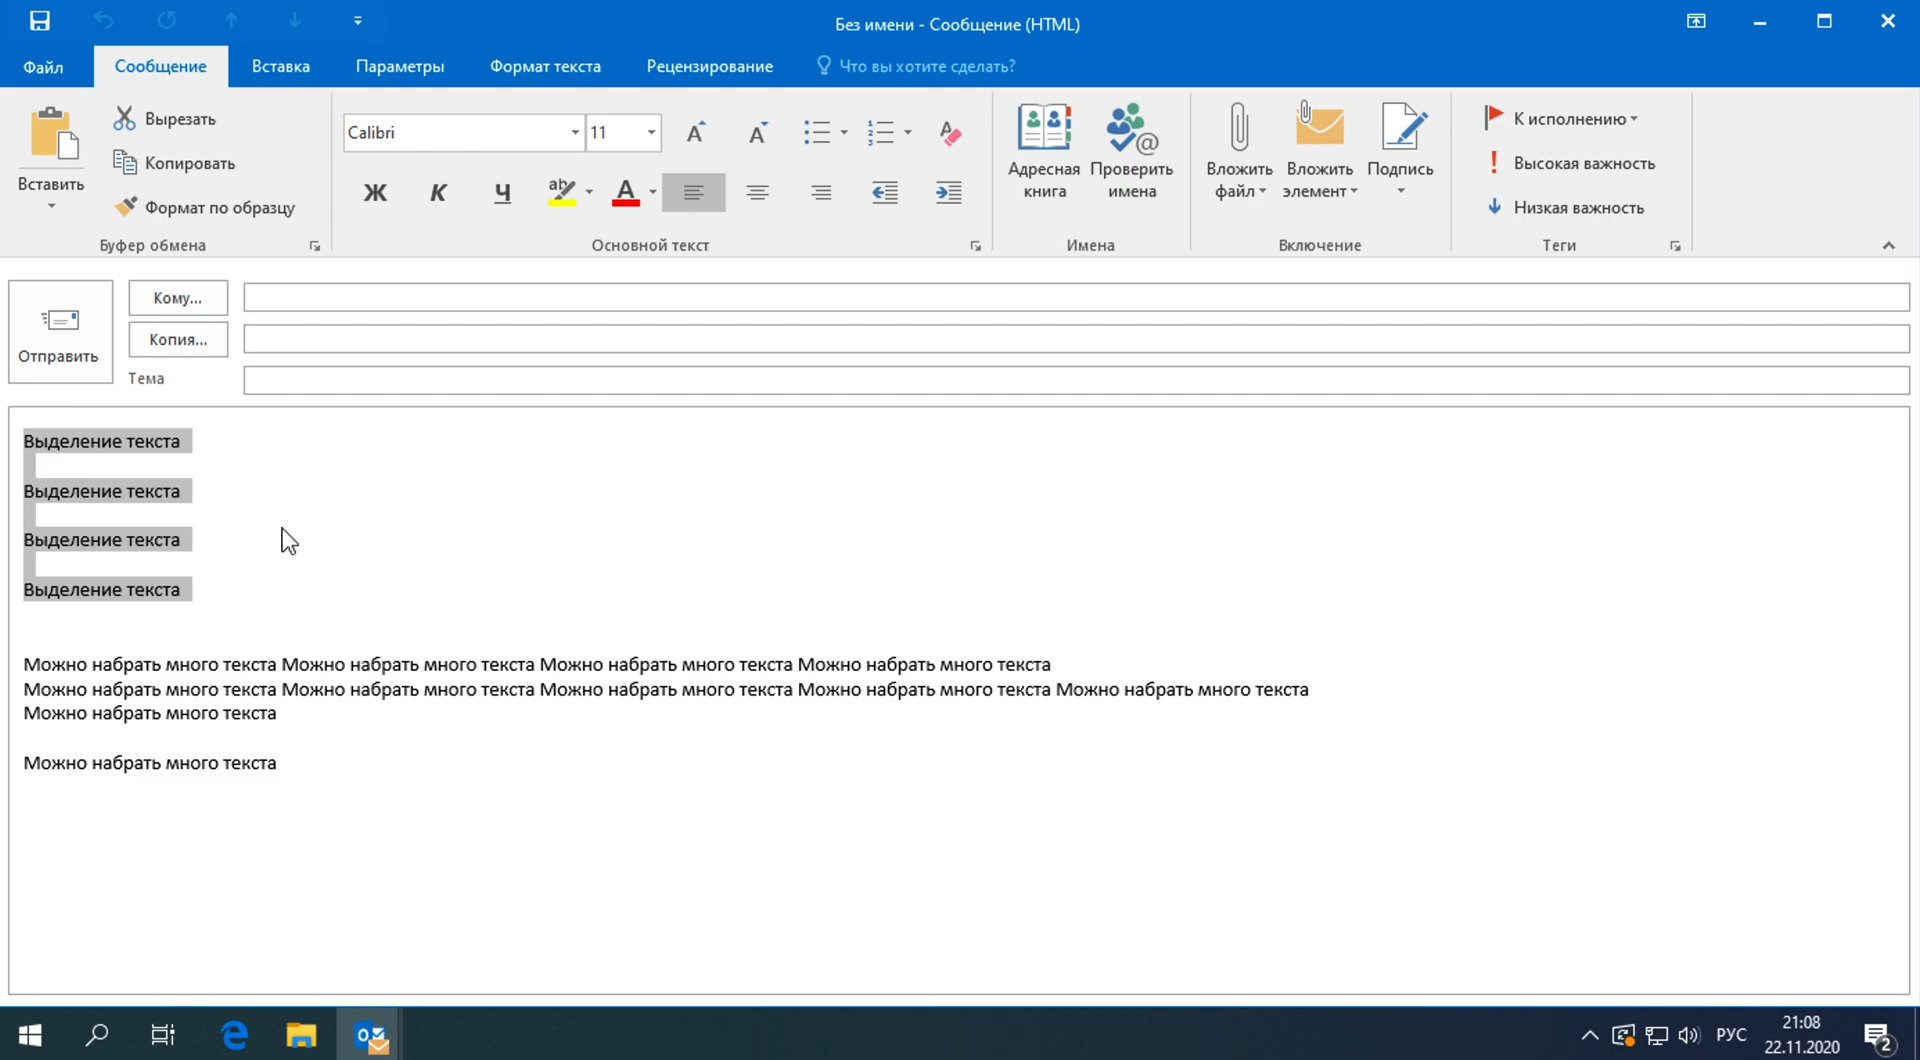 Без имени - Сообщение (HTML)
Файл
Сообщение
Вставка
Параметры
Формат текста
Рецензирование
Что вы хотите сделать?
Вставить
Вырезать
Копировать
Формат по образцу
Буфер обмена
Calibri
11
Ж
К
Ч
Основной текст
Адресная книга
Проверить имена
Имена
Вложить файл
Вложить элемент
Подпись
Включение
К исполнению
Высокая важность
Низкая важность
Теги
Отправить
Кому...
Копия...
Тема
Выделение текста
Выделение текста
Выделение текста
Выделение текста
Можно набрать много текста Можно набрать много текста Можно набрать много текста Можно набрать много текста
Можно набрать много текста Можно набрать много текста Можно набрать много текста Можно набрать много текста Можно набрать много текста
Можно набрать много текста
Можно набрать много текста
РУС
21:08
22.11.2020
2